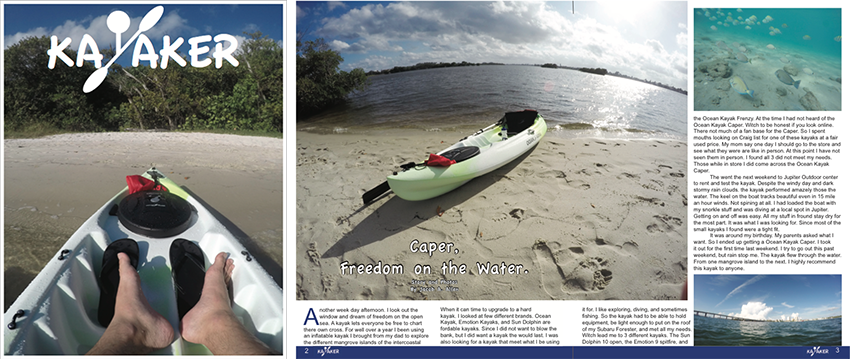 KAYAKER
Caper,
Freedom on the Water.
Another week day afternoon. I look out the
window and dream of freedom on the open
sea. A kayak lets everyone be free to chart
there own cross. For well over a year I been using
an inflatable kayak I brought from my dad to explore
the different mangrove islands of the intercoastal
When it can time to upgrade to a hard
kayak. I looked at few different brands. Ocean
Kayak, Emotion Kayaks, and Sun Dolphin are
fordable kayaks. Since I did not want to blow the
bank, but I did want a kayak the would last, I was
also looking for a kayak that meet what I be using
it for. I like exploring, diving, and sometimes
fishing. So the kayak had to be able to hold
equipment, be light enough to put on the roof
of my Subaru Forester, and met all my needs
Witch lead me to 3 different kayaks. The Sun
Dolphin 10 open, the Emotion 9 spitfire, and
the Ocean Kayak Frenzy. At the time I had not heard of the
Ocean Kayak Caper. Witch to be honest if you look online.
There not much of a fan base for the Caper. So I spent
mouths looking on Craig list for one of these kayaks at a fair
used price. My mom say one day I should go to the store and
see what they were are like in person. At this point I have not
seen them in person. I found all 3 did not meet my needs.
Those while in store I did come across the Ocean Kayak
Caper.
The went the next weekend to Jupiter Outdoor center
to rent and test the kayak. Despite the windy day and dark
stormy rain clouds. the kayak performed amazely those the
water. The keel on the boat tracks beautiful even in 15 mile
an hour winds. Not spining at all. I had loaded the boat with
my snorkle stuff and was diving at a local spot in Jupiter.
Getting on and off was easy. All my stuff in fround stay dry for
the most part. It was what I was looking for. Since most of the
small kayaks I found were a tight fit.
It was around my birthday. My parents asked what I
want. So I ended up getting a Ocean Kayak Caper. I took
it out for the first time last weekend. I try to go out this past
weekend, but rain stop me. The kayak flew through the water.
From one mangrove island to the next. I highly recommend
this kayak to anyone.
2 KAYAKER
KAYAKER 3